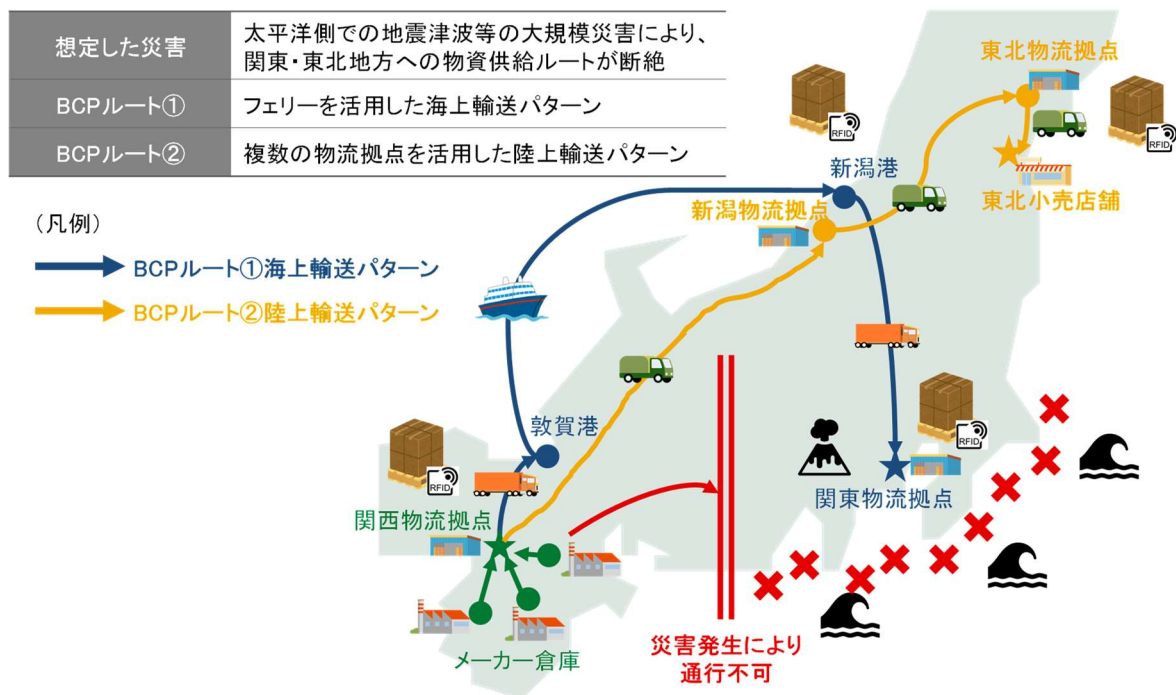 想定した災害
太平洋側での地震津波等の大規模災害により、
関東・東北地方への物資供給ルートが断絶
BCPルート①
フェリーを活用した海上輸送パターン
BCPルート②
複数の物流拠点を活用した陸上輸送パターン
(凡例)
BCPルート①海上輸送パターン
BCPルート②陸上輸送パターン
東北物流拠点
RFID
RFID
新潟港
新潟物流拠点
東北小売店舗
敦賀港
RFID
RFID
関西物流拠点
関東物流拠点
メーカー倉庫
災害発生により
通行不可